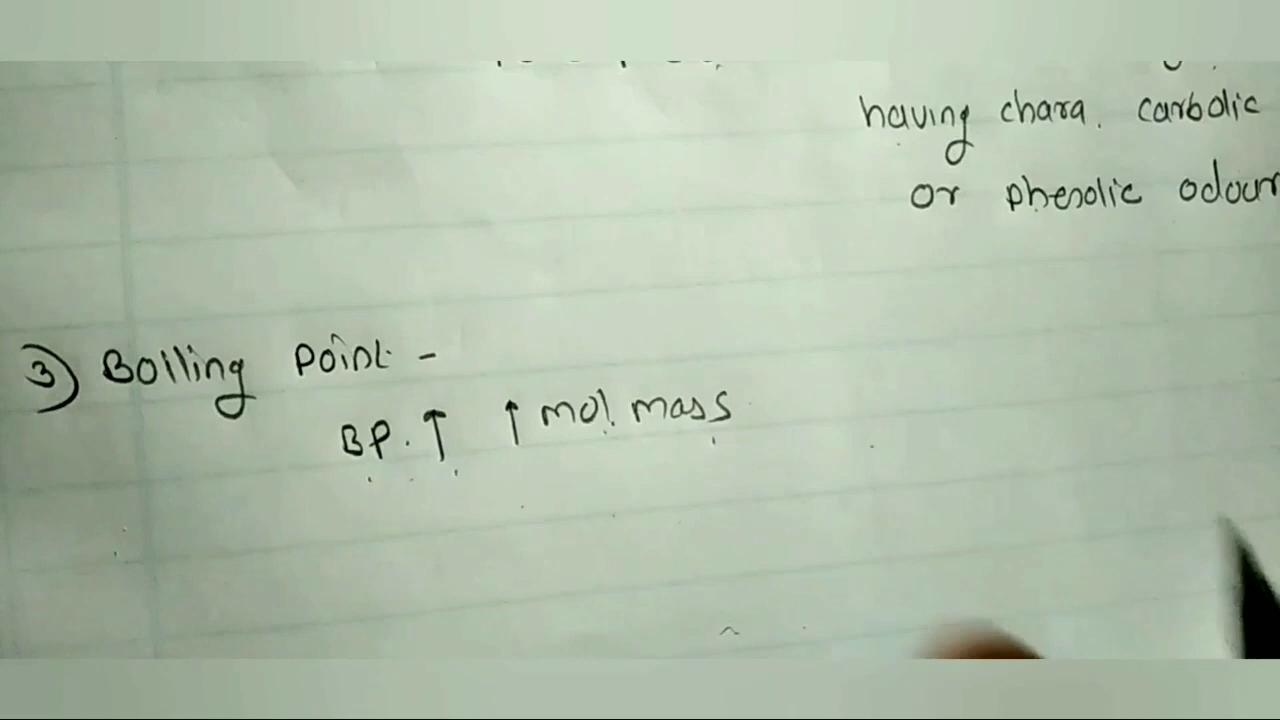 having chara. carbolic
or phenolic odour
3) Boiling Point -
BP. ↑ ↑ mol. mass